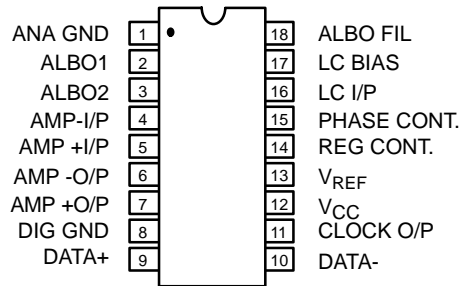 ANA GND 1 18 ALBO FIL
ALBO1 2 17 LC BIAS
ALBO2 3 16 LC I/P
AMP-I/P 4 15 PHASE CONT.
AMP +I/P 5 14 REG CONT.
AMP -O/P 6 13 VREF
AMP +O/P 7 12 VCC
DIG GND 8 11 CLOCK O/P
DATA+ 9 10 DATA-